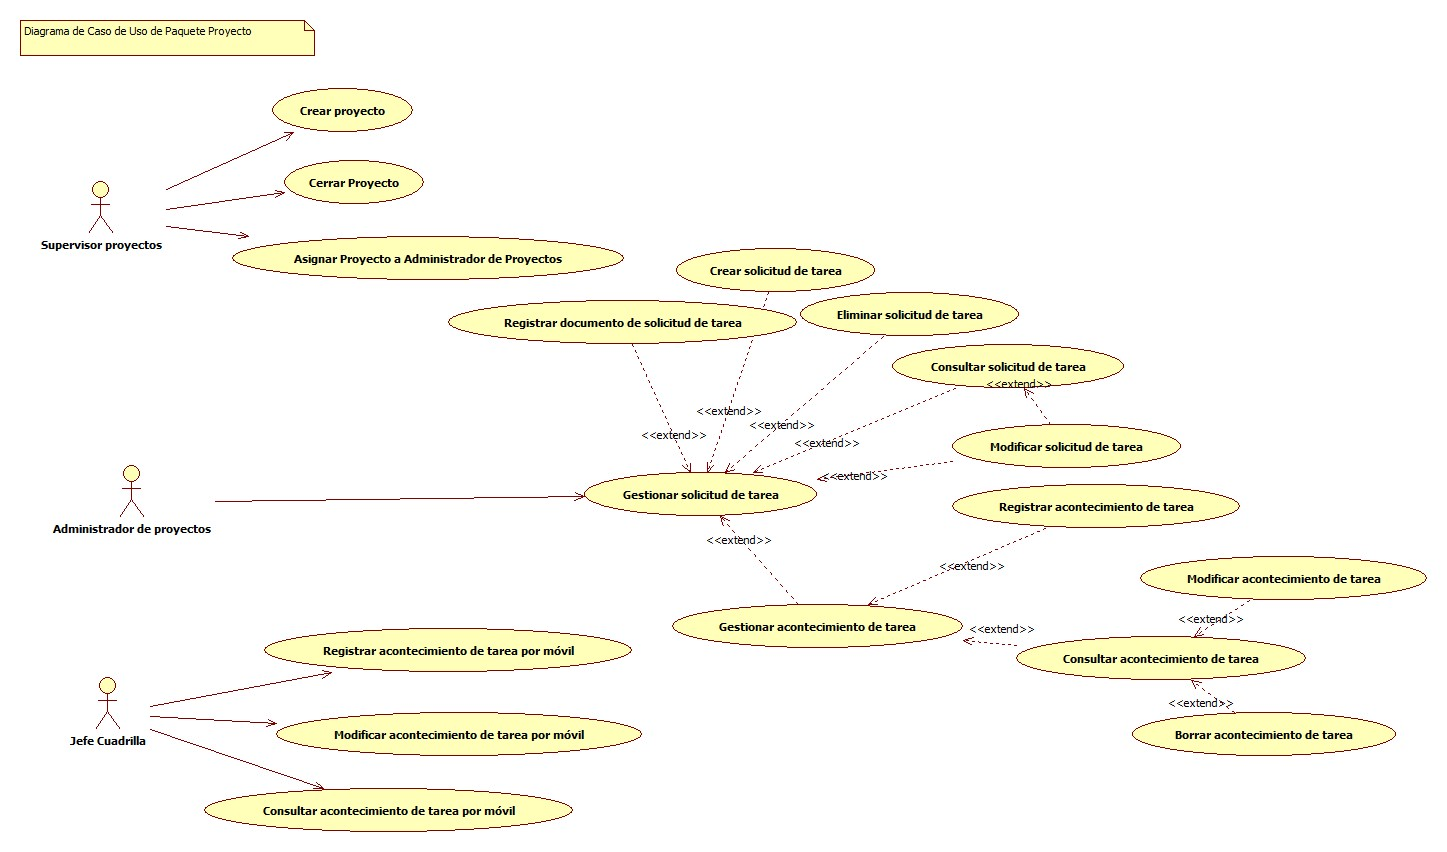 Diagrama de Caso de Uso de Paquete Proyecto
Crear proyecto
Cerrar Proyecto
Supervisor proyectos
Asignar Proyecto a Administrador de Proyectos
Crear solicitud de tarea
Registrar documento de solicitud de tarea
Eliminar solicitud de tarea
Consultar solicitud de tarea
<<extend>>
<<extend>>
<<extend>>
<<extend>>
<<extend>>
Modificar solicitud de tarea
<<extend>>
Gestionar solicitud de tarea
Administrador de proyectos
Registrar acontecimiento de tarea
<<extend>>
<<extend>>
Modificar acontecimiento de tarea
<<extend>>
Gestionar acontecimiento de tarea
<<extend>>
Consultar acontecimiento de tarea
<<extend>>
Borrar acontecimiento de tarea
Registrar acontecimiento de tarea por móvil
Jefe Cuadrilla
Modificar acontecimiento de tarea por móvil
Consultar acontecimiento de tarea por móvil